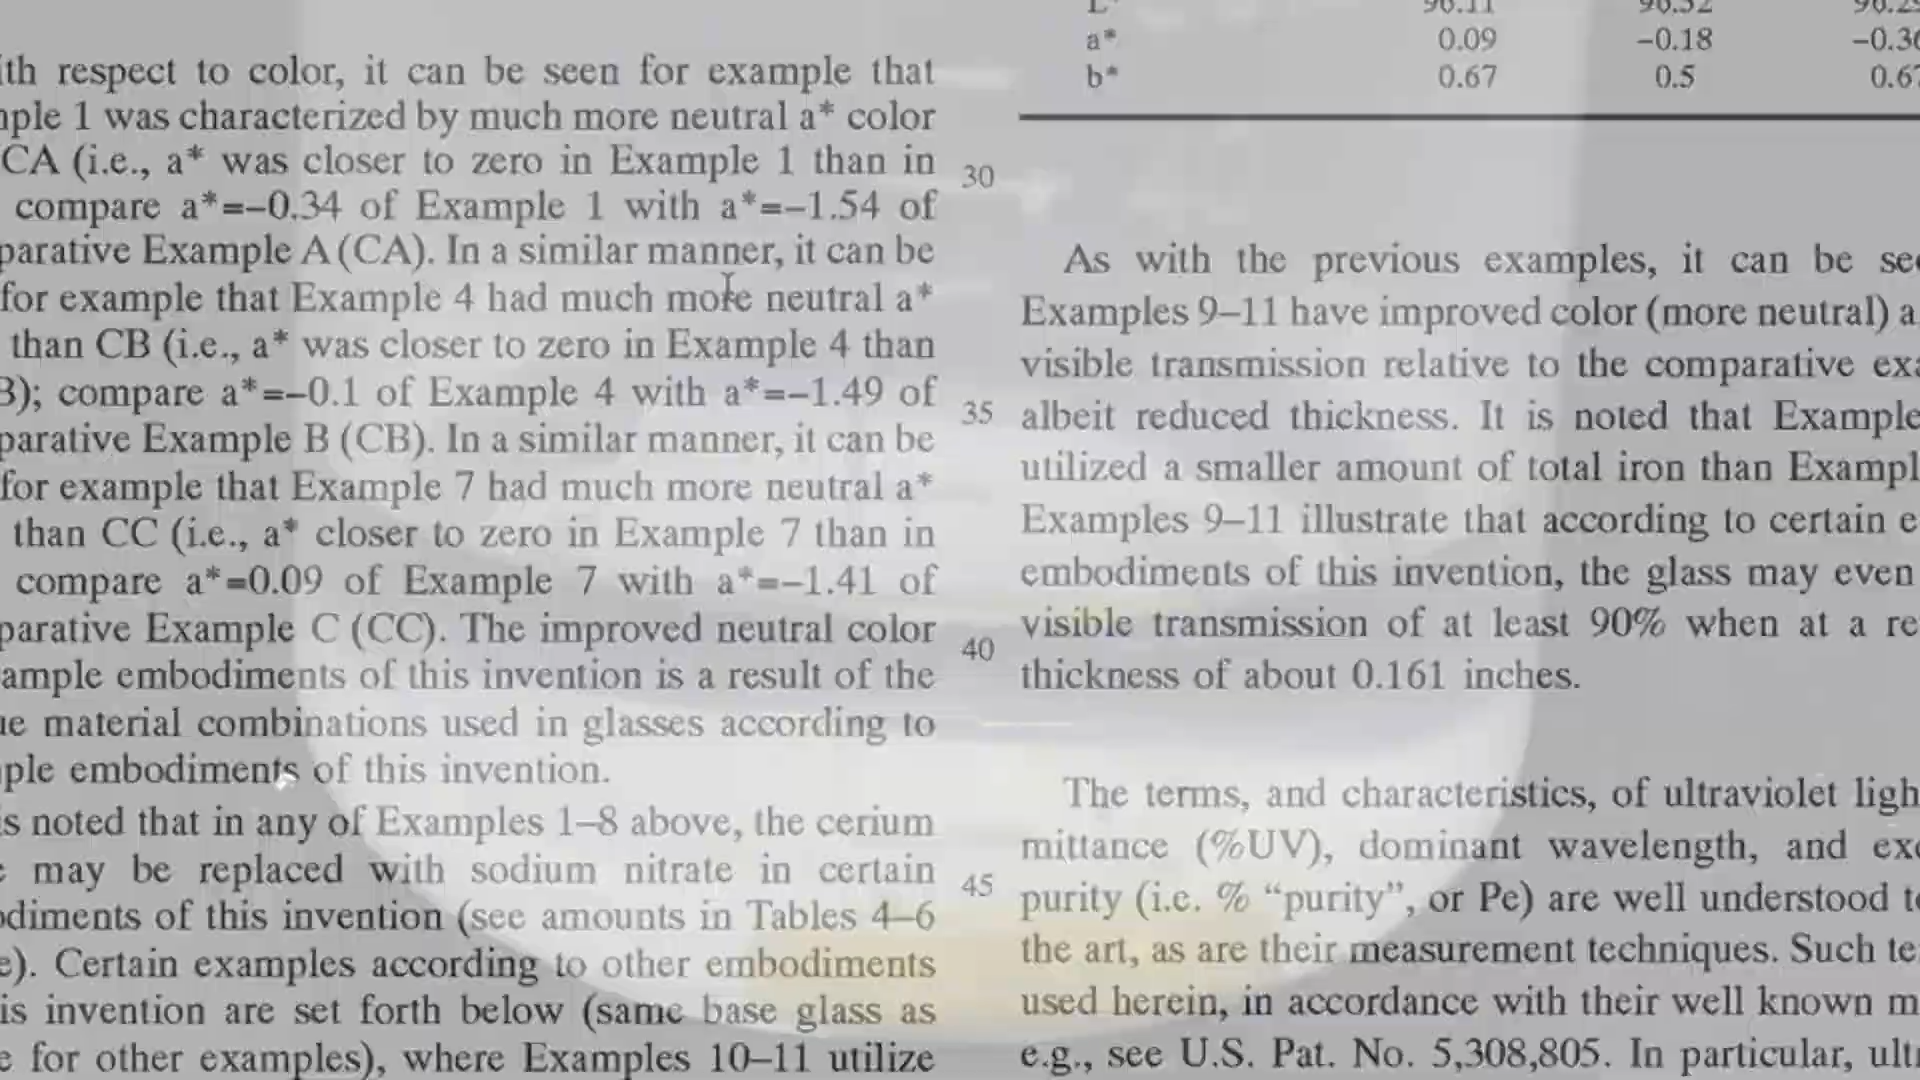 ith respect to color, it can be seen for example that
ple 1 was characterized by much more neutral a* color
CA (i.e., a* was closer to zero in Example 1 than in
compare a*=–0.34 of Example 1 with a*=–1.54 of
parative Example A (CA). In a similar manner, it can be
for example that Example 4 had much more neutral a*
than CB (i.e., a* was closer to zero in Example 4 than
B); compare a*=–0.1 of Example 4 with a*=–1.49 of
parative Example B (CB). In a similar manner, it can be
for example that Example 7 had much more neutral a*
than CC (i.e., a* closer to zero in Example 7 than in
compare a*=0.09 of Example 7 with a*=–1.41 of
parative Example C (CC). The improved neutral color
ample embodiments of this invention is a result of the
ue material combinations used in glasses according to
ple embodiments of this invention.
is noted that in any of Examples 1–8 above, the cerium
may be replaced with sodium nitrate in certain
odiments of this invention (see amounts in Tables 4–6
e). Certain examples according to other embodiments
is invention are set forth below (same base glass as
e for other examples), where Examples 10–11 utilize
30
35
40
45
L* 96.11 96.32 96.2
a* 0.09 –0.18 –0.36
b* 0.67 0.5 0.67
As with the previous examples, it can be see
Examples 9–11 have improved color (more neutral) a
visible transmission relative to the comparative exa
albeit reduced thickness. It is noted that Example
utilized a smaller amount of total iron than Exampl
Examples 9–11 illustrate that according to certain e
embodiments of this invention, the glass may even
visible transmission of at least 90% when at a re
thickness of about 0.161 inches.
The terms, and characteristics, of ultraviolet ligh
mittance (%UV), dominant wavelength, and exc
purity (i.e. % “purity”, or Pe) are well understood to
the art, as are their measurement techniques. Such te
used herein, in accordance with their well known m
e.g., see U.S. Pat. No. 5,308,805. In particular, ult